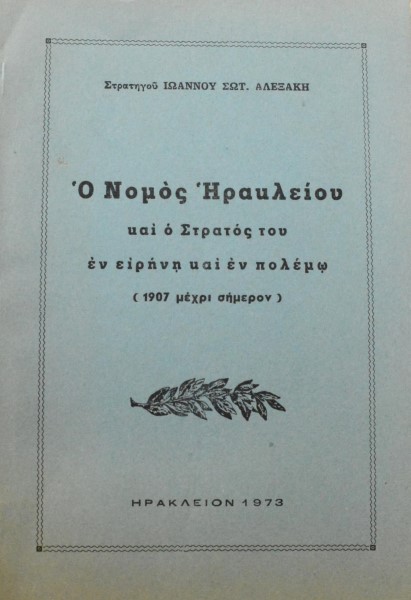 Στρατηγοῦ ΙΩΑΝΝΟΥ ΣΩΤ. ΑΛΕΞΑΚΗ
Ὁ Νομὸς Ἡρακλείου
καὶ ὁ Στρατός του
ἐν εἰρήνῃ καὶ ἐν πολέμῳ
( 1907 μέχρι σήμερον )
ΗΡΑΚΛΕΙΟΝ 1973